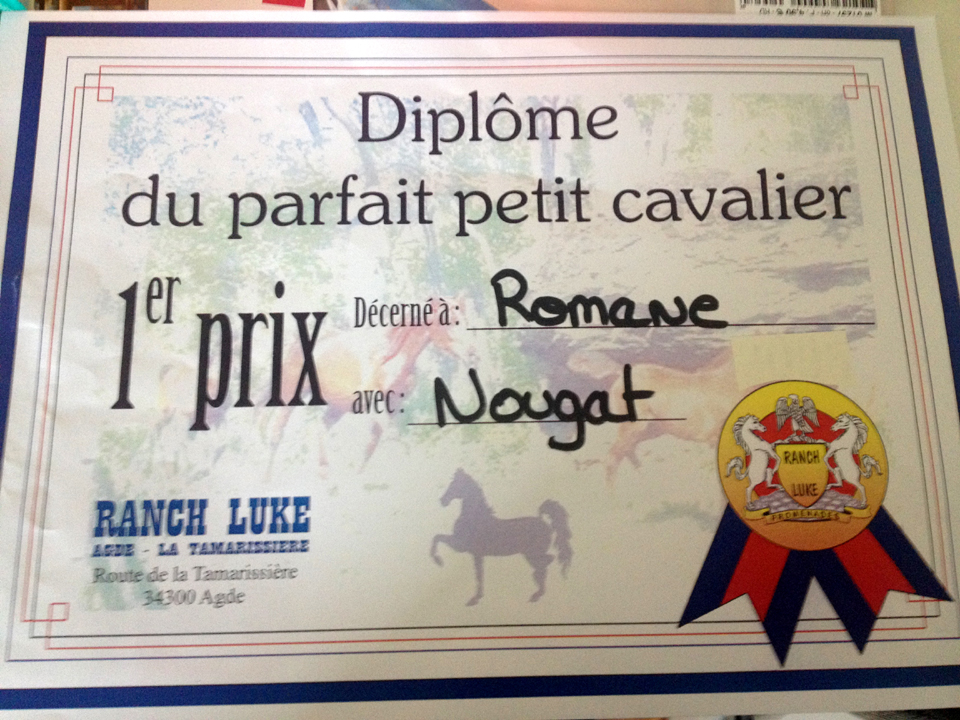 Diplôme
du parfait petit cavalier
1er prix
Décerné à : Romane
avec : Nougat
RANCH LUKE
AGDE - LA TAMARISSIERE
Route de la Tamarissière
34300 Agde
RANCH
LUKE
PROMENADES